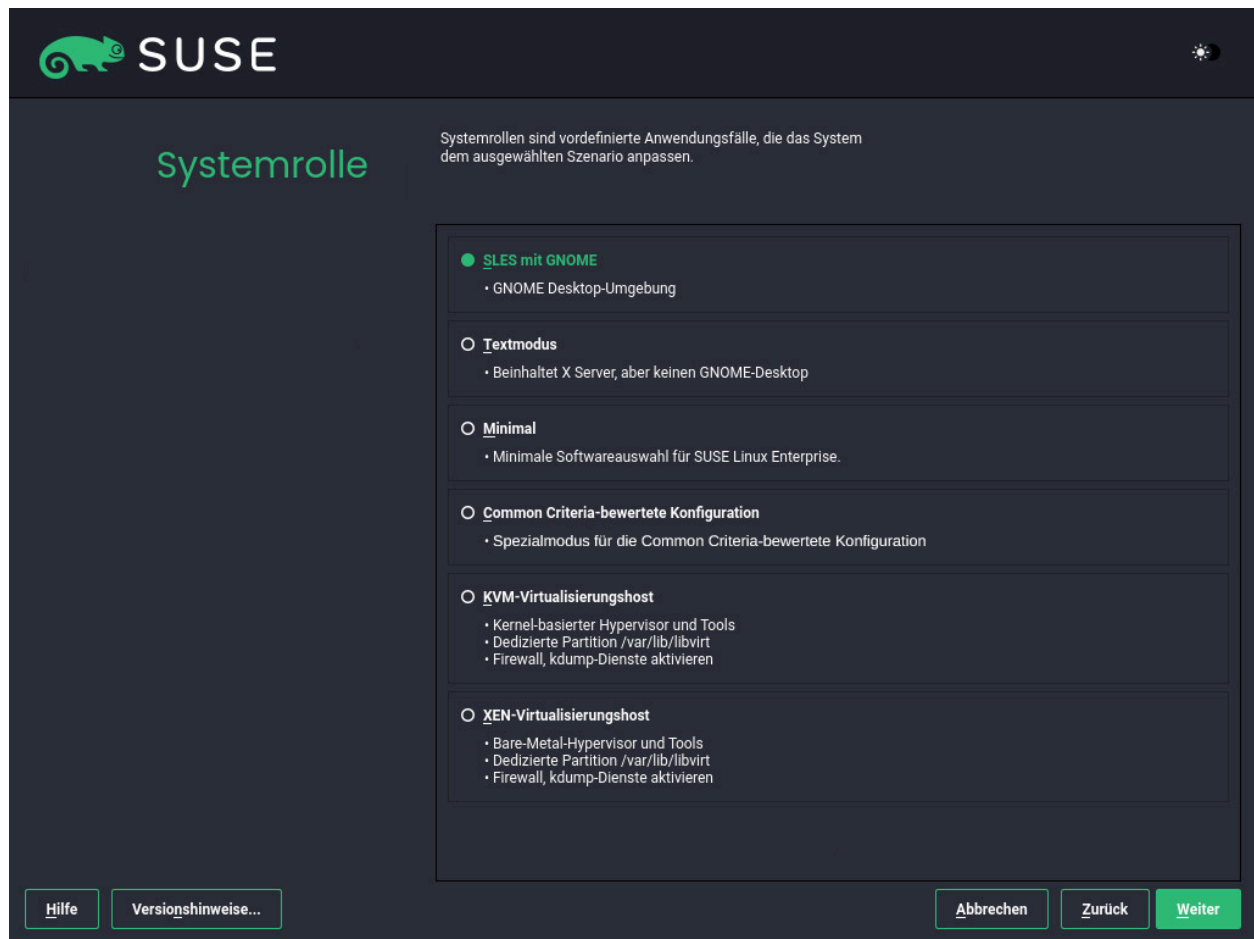 SUSE
Systemrolle
Systemrollen sind vordefinierte Anwendungsfälle, die das System
dem ausgewählten Szenario anpassen.
SLES mit GNOME
• GNOME Desktop-Umgebung
Textmodus
• Beinhaltet X Server, aber keinen GNOME-Desktop
Minimal
• Minimale Softwareauswahl für SUSE Linux Enterprise.
Common Criteria-bewertete Konfiguration
• Spezialmodus für die Common Criteria-bewertete Konfiguration
KVM-Virtualisierungshost
• Kernel-basierter Hypervisor und Tools
• Dedizierte Partition /var/lib/libvirt
• Firewall, kdump-Dienste aktivieren
XEN-Virtualisierungshost
• Bare-Metal-Hypervisor und Tools
• Dedizierte Partition /var/lib/libvirt
• Firewall, kdump-Dienste aktivieren
Hilfe
Versionshinweise...
Abbrechen
Zurück
Weiter